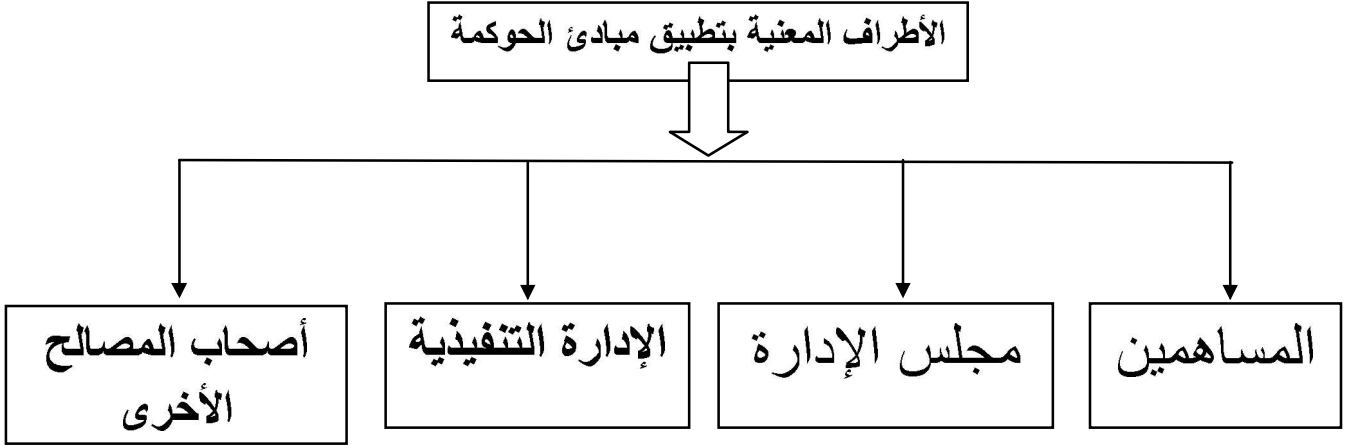 الأطراف المعنية بتطبيق مبادئ الحوكمة
المساهمين
مجلس الإدارة
الإدارة التنفيذية
أصحاب المصالح
الأخرى